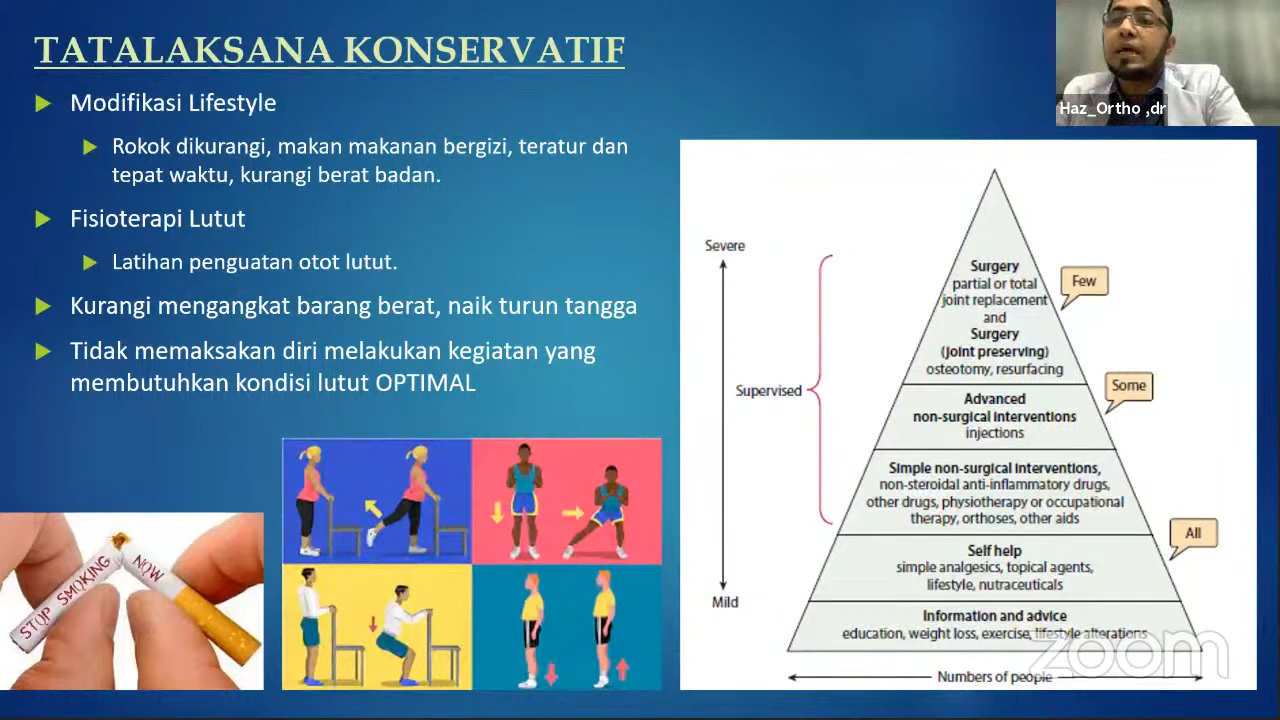 TATALAKSANA KONSERVATIF
Modifikasi Lifestyle
Rokok dikurangi, makan makanan bergizi, teratur dan
tepat waktu, kurangi berat badan.
Fisioterapi Lutut
Latihan penguatan otot lutut.
Kurangi mengangkat barang berat, naik turun tangga
Tidak memaksakan diri melakukan kegiatan yang
membutuhkan kondisi lutut OPTIMAL
STOP SMOKING
NOW
Haz_Ortho ,dr
Severe
Supervised
Mild
Surgery
partial or total
joint replacement
and
Surgery
(joint preserving)
osteotomy, resurfacing
Few
Advanced
non-surgical interventions
injections
Some
Simple non-surgical interventions,
non-steroidal anti-inflammatory drugs,
other drugs, physiotherapy or occupational
therapy, orthoses, other aids
Self help
simple analgesics, topical agents,
lifestyle, nutraceuticals
All
Information and advice
education, weight loss, exercise, lifestyle alterations
Numbers of people
zoom